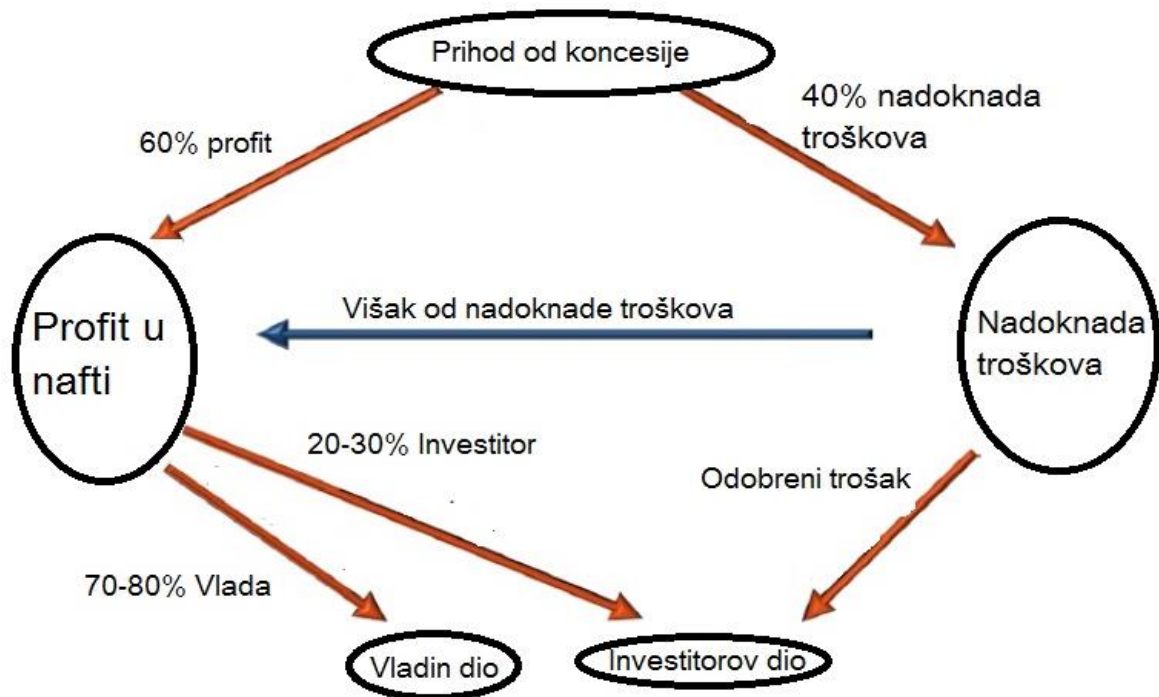 Prihod od koncesije
40% nadoknada
troškova
60% profit
Višak od nadoknade troškova
Profit u
nafti
Nadoknada
troškova
20-30% Investitor
Odobreni trošak
70-80% Vlada
Vladin dio
Investitorov dio